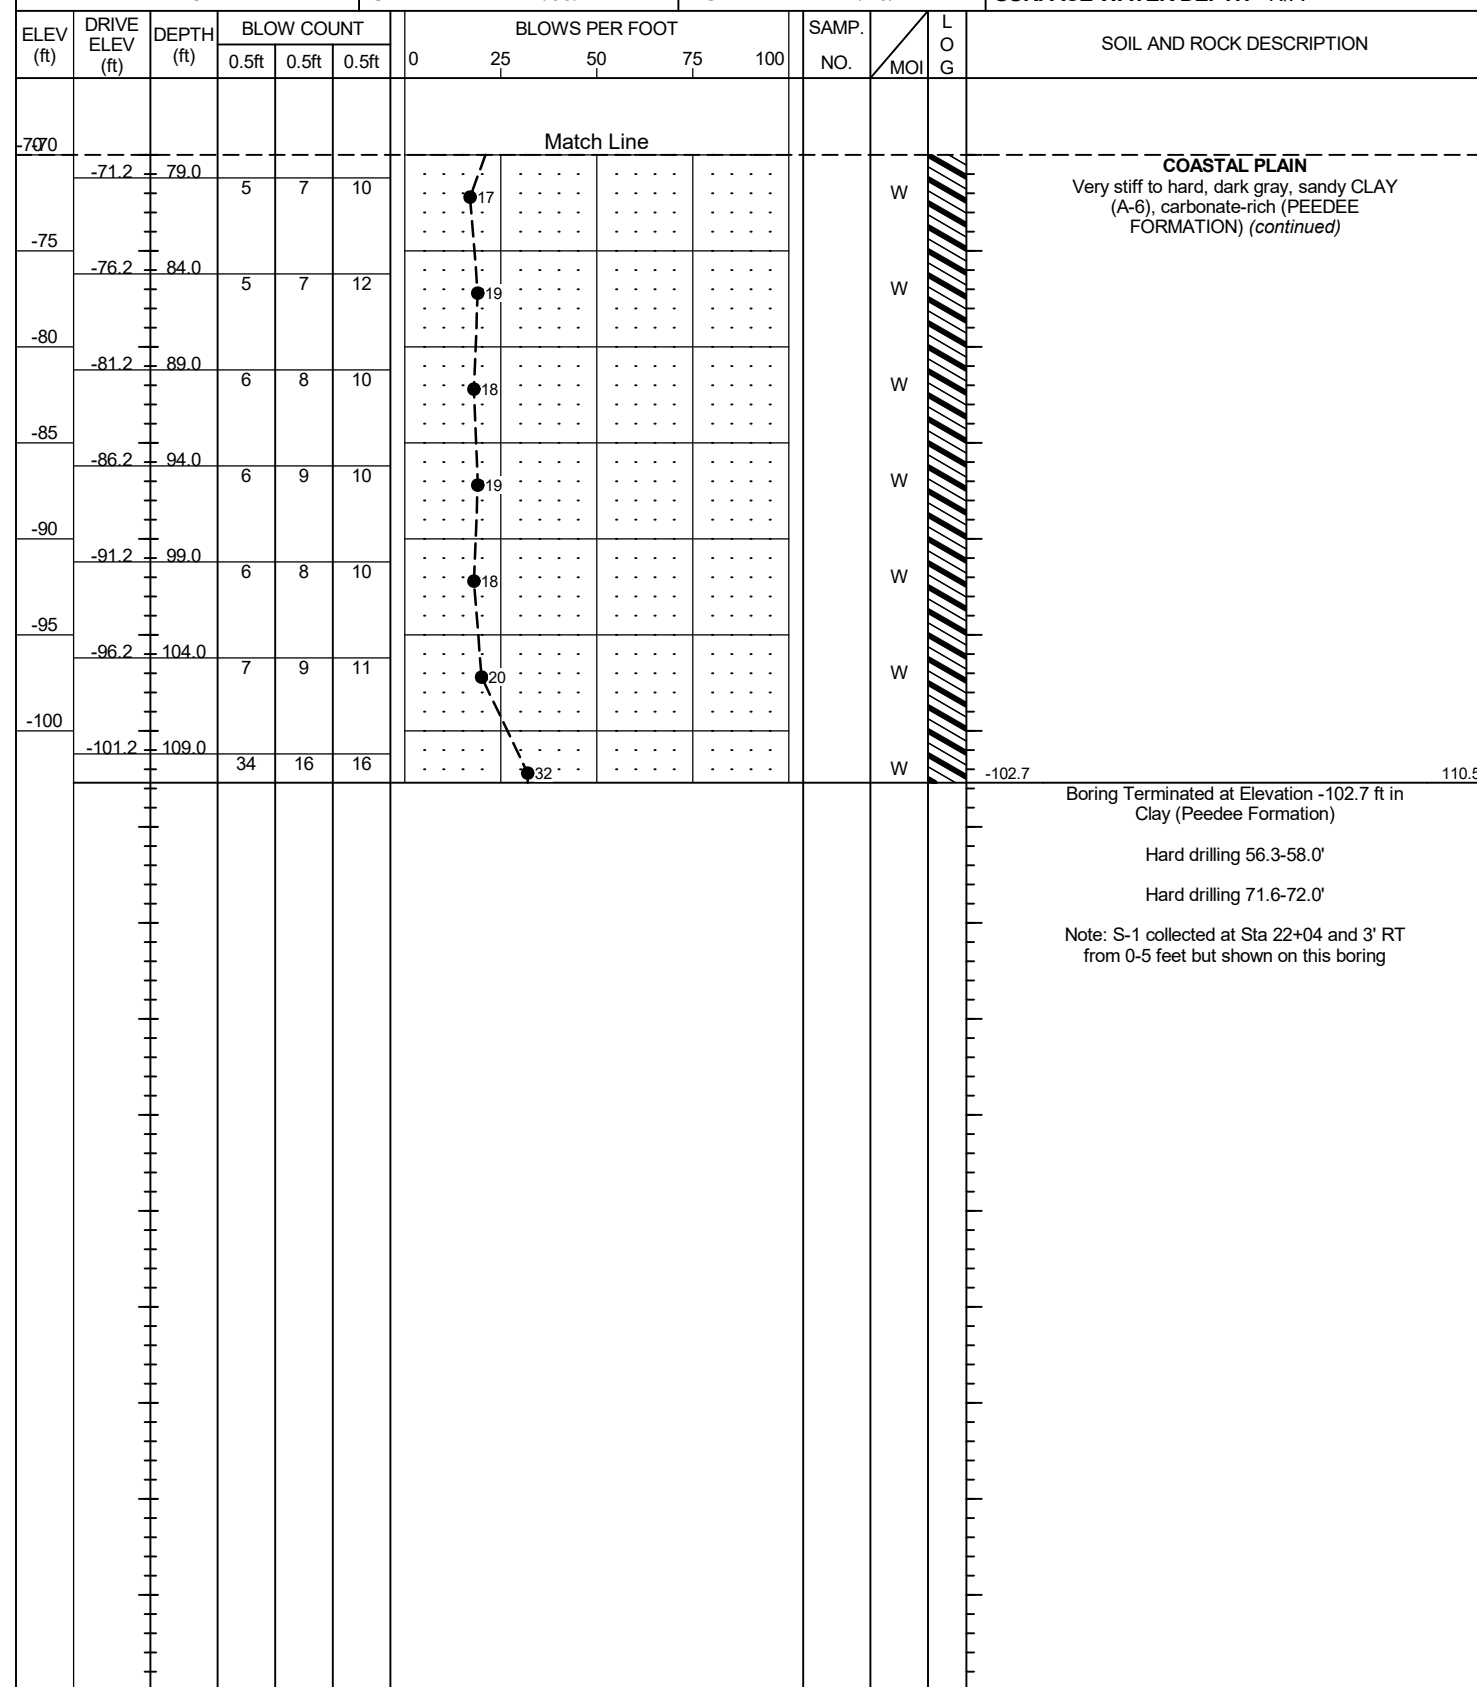 ELEV (ft) DRIVE ELEV (ft) DEPTH (ft) BLOW COUNT 0.5ft 0.5ft 0.5ft BLOWS PER FOOT 0 25 50 75 100 SAMP. NO. MOI LOG SOIL AND ROCK DESCRIPTION
Match Line
-70
-71.2 79.0 5 7 10 17 W
COASTAL PLAIN
Very stiff to hard, dark gray, sandy CLAY
(A-6), carbonate-rich (PEEDEE
FORMATION) (continued)
-75
-76.2 84.0 5 7 12 19 W
-80
-81.2 89.0 6 8 10 18 W
-85
-86.2 94.0 6 9 10 19 W
-90
-91.2 99.0 6 8 10 18 W
-95
-96.2 104.0 7 9 11 20 W
-100
-101.2 109.0 34 16 16 32 W
-102.7 110.5
Boring Terminated at Elevation -102.7 ft in
Clay (Peedee Formation)
Hard drilling 56.3-58.0'
Hard drilling 71.6-72.0'
Note: S-1 collected at Sta 22+04 and 3' RT
from 0-5 feet but shown on this boring